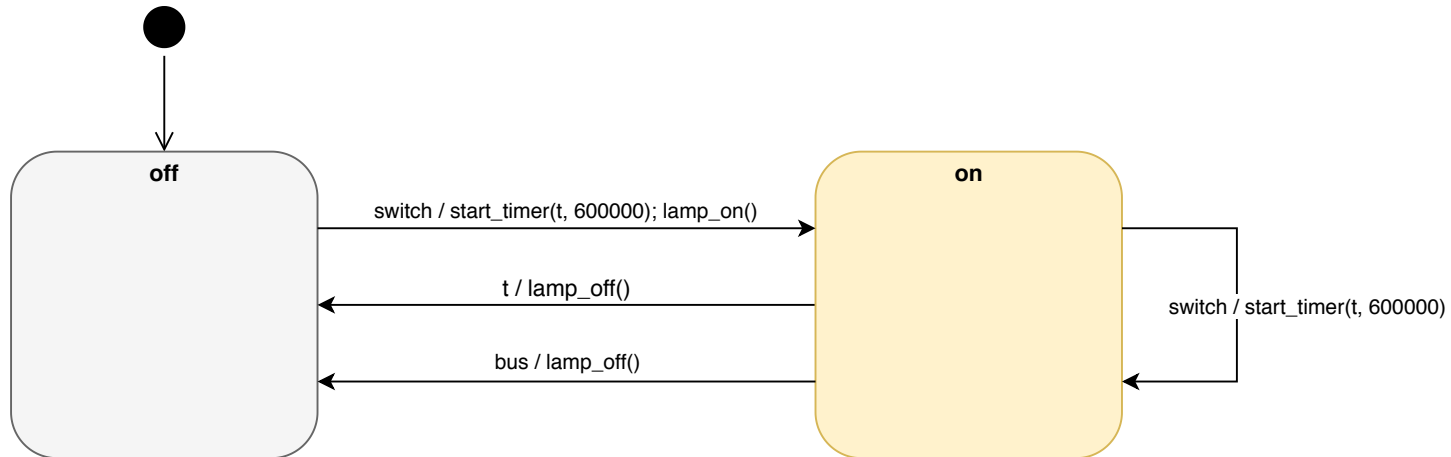 off
on
switch / start_timer(t, 600000); lamp_on()
t / lamp_off()
switch / start_timer(t, 600000)
bus / lamp_off()